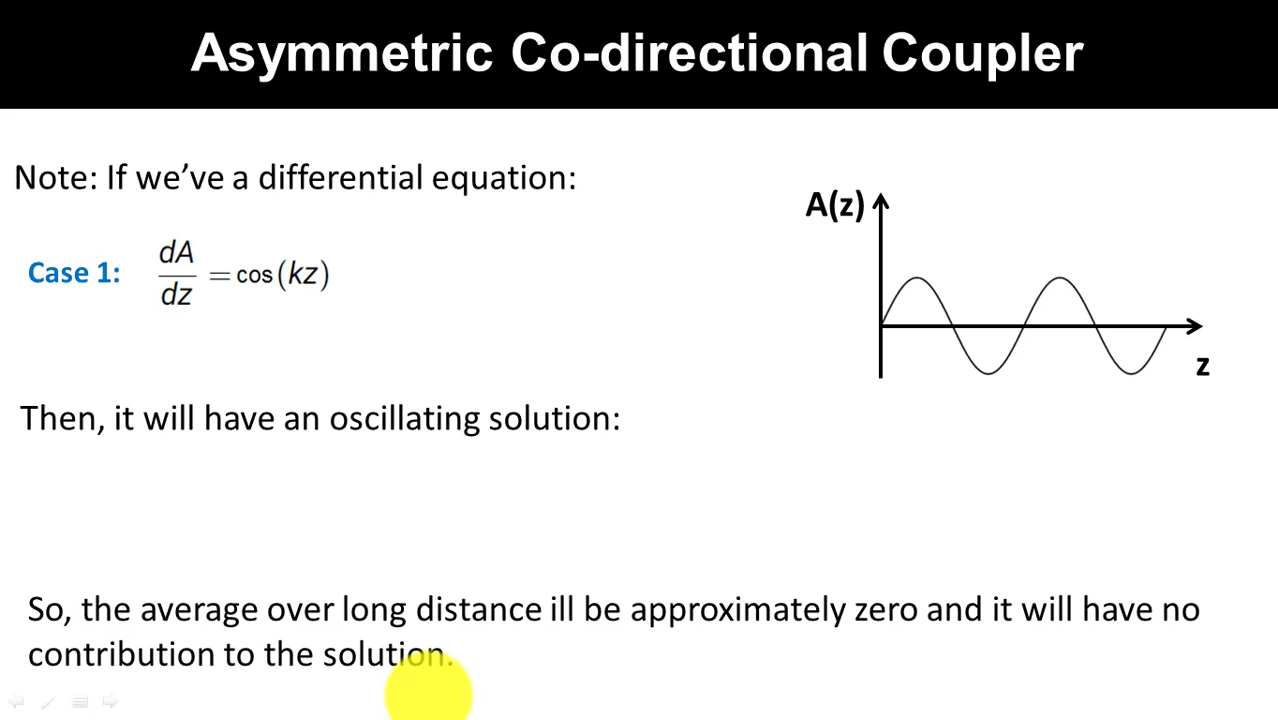 Asymmetric Co-directional Coupler
Note: If we've a differential equation:
Case 1: dA/dz = cos(kz)
A(z)
z
Then, it will have an oscillating solution:
So, the average over long distance ill be approximately zero and it will have no
contribution to the solution.